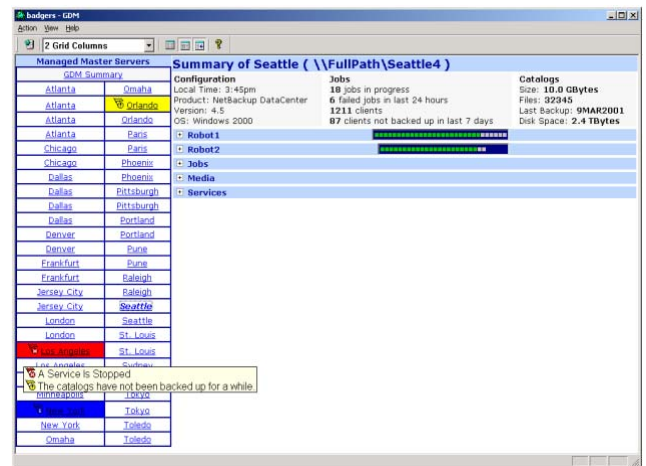 badgers - GDM
Action View Help
2 Grid Columns
Managed Master Servers
GDM Summary
Atlanta Omaha
Atlanta Orlando
Atlanta Orlando
Atlanta Paris
Chicago Paris
Chicago Phoenix
Dallas Phoenix
Dallas Pittsburgh
Dallas Pittsburgh
Dallas Portland
Denver Portland
Denver Pune
Frankfurt Pune
Frankfurt Raleigh
Jersey City Raleigh
Jersey City Seattle
London Seattle
London St. Louis
Los Angeles St. Louis
Los Angeles Sydney
A Service Is Stopped
The catalogs have not been backed up for a while.
Minneapolis Tokyo
New York Tokyo
New York Toledo
Omaha Toledo
Summary of Seattle ( \\FullPath\Seattle4 )
Configuration
Local Time: 3:45pm
Product: NetBackup DataCenter
Version: 4.5
OS: Windows 2000
Jobs
18 jobs in progress
6 failed jobs in last 24 hours
1211 clients
87 clients not backed up in last 7 days
Catalogs
Size: 10.0 GBytes
Files: 32345
Last Backup: 9MAR2001
Disk Space: 2.4 TBytes
Robot1
Robot2
Jobs
Media
Services